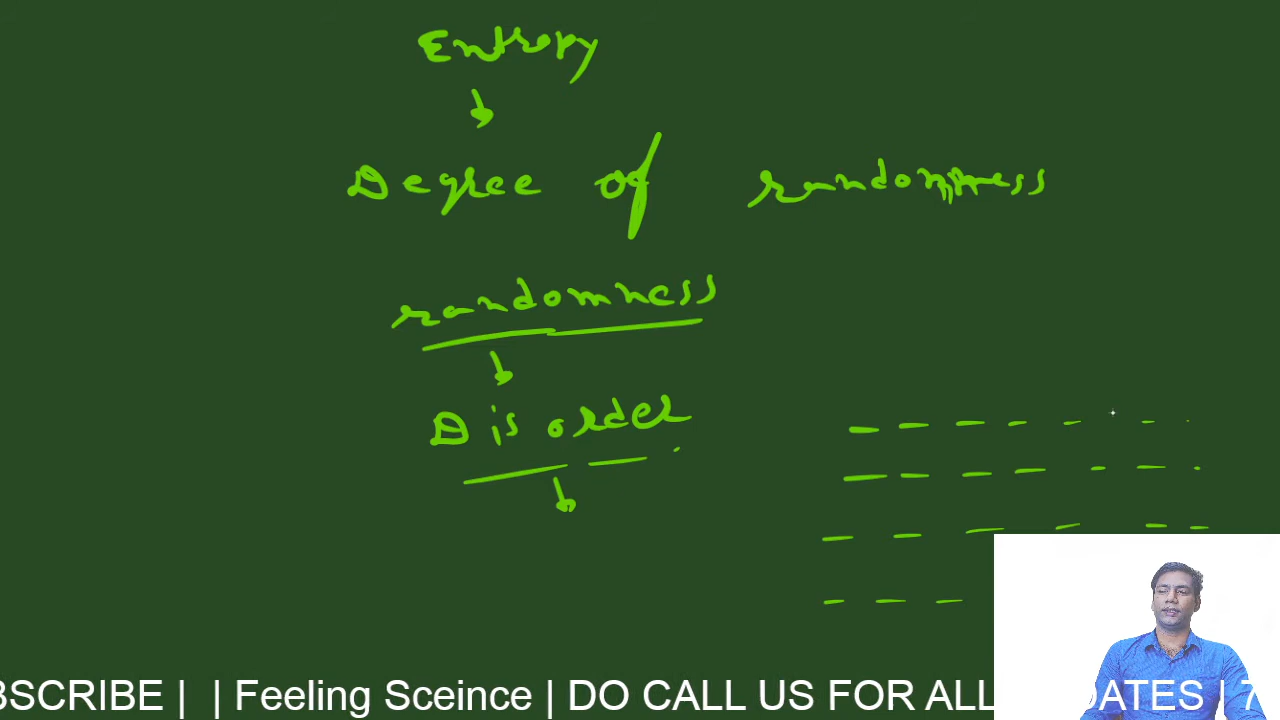 Entropy
Degree of randomness
randomness
Disorder
BSCRIBE | | Feeling Sceince | DO CALL US FOR ALL DATES | 7